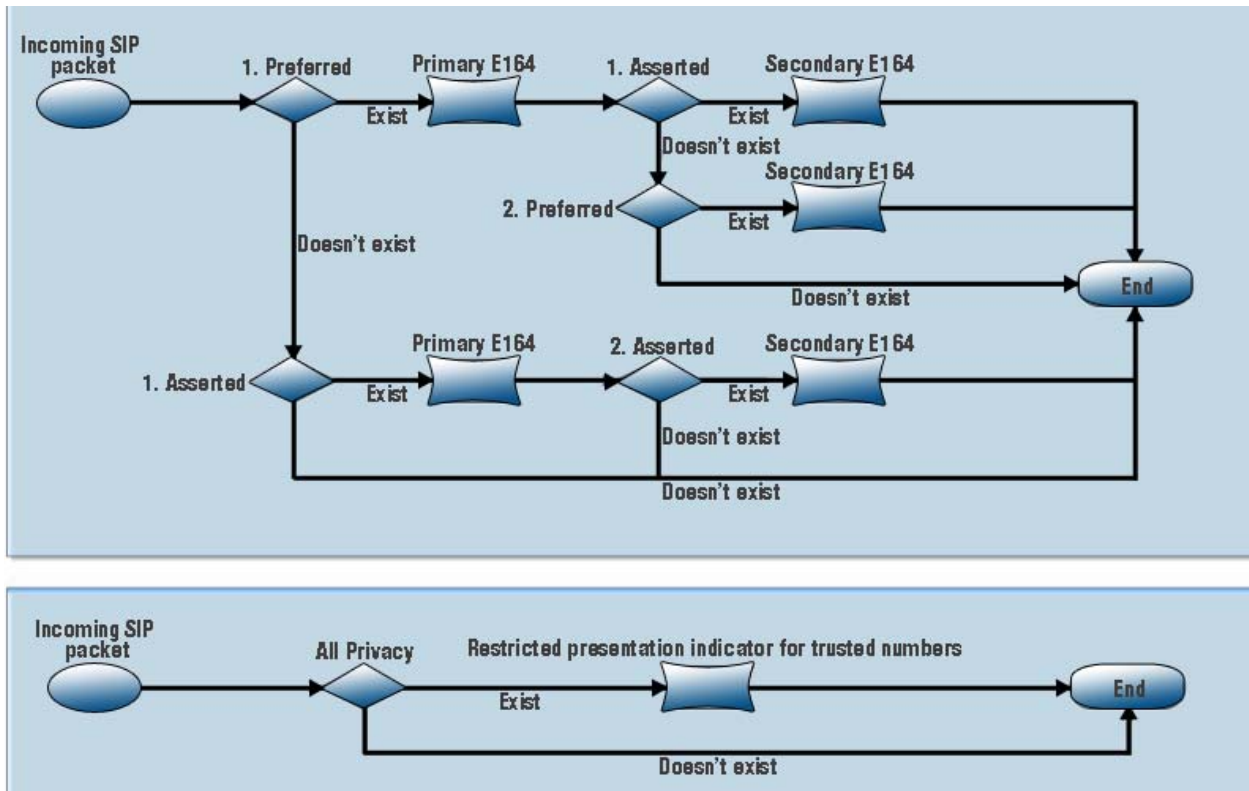 Incoming SIP
packet
1. Preferred
Primary E164
1. Asserted
Secondary E164
Exist
Exist
Doesn't exist
Secondary E164
2. Preferred
Exist
Doesn't exist
Doesn't exist
End
Primary E164
2. Asserted
Secondary E164
1. Asserted
Exist
Exist
Doesn't exist
Doesn't exist
Incoming SIP
packet
All Privacy
Restricted presentation indicator for trusted numbers
Exist
End
Doesn't exist